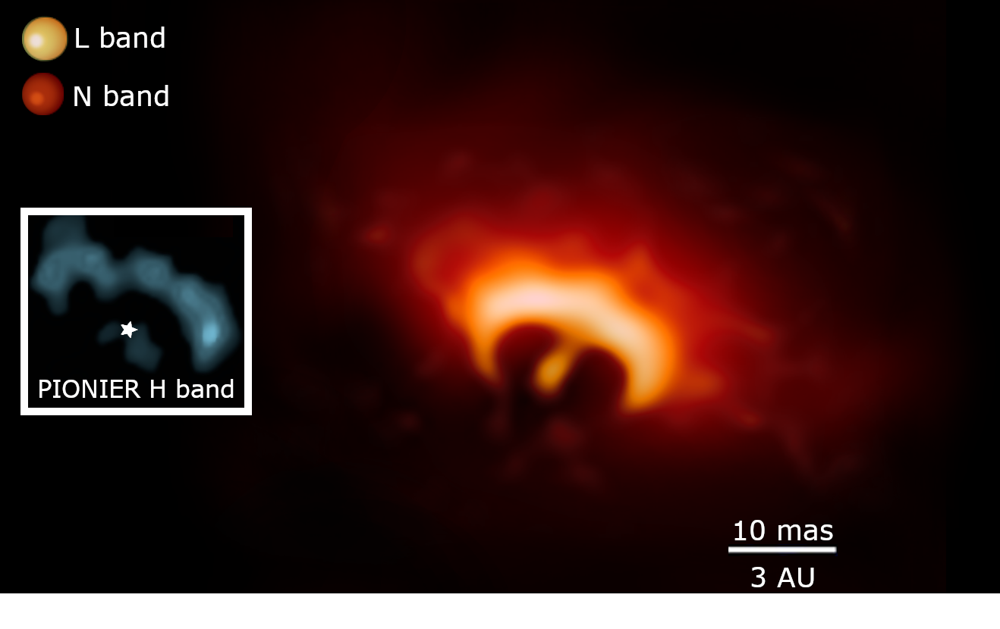 L band
N band
PIONIER H band
10 mas
3 AU